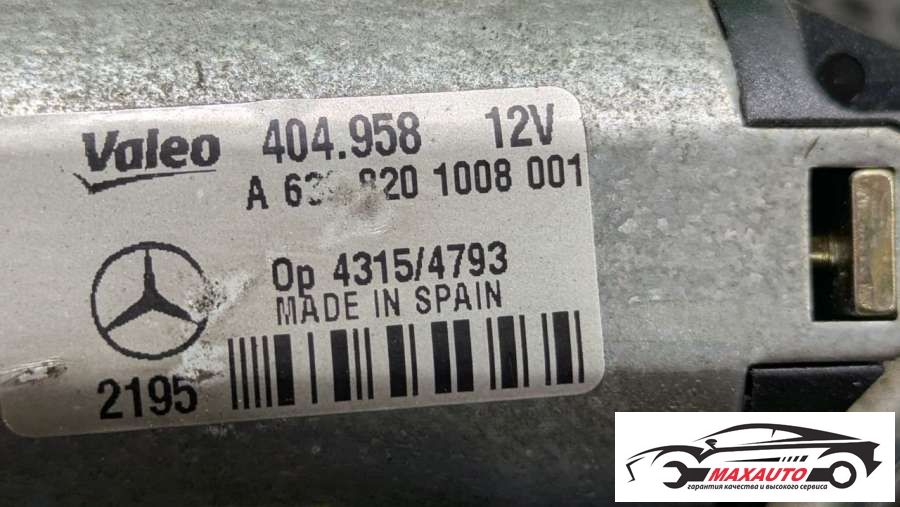 Valeo 404.958 12V
A 820 1008 001
Op 4315/4793
MADE IN SPAIN
2195
MAXAUTO
гарантия качества и высокого сервиса